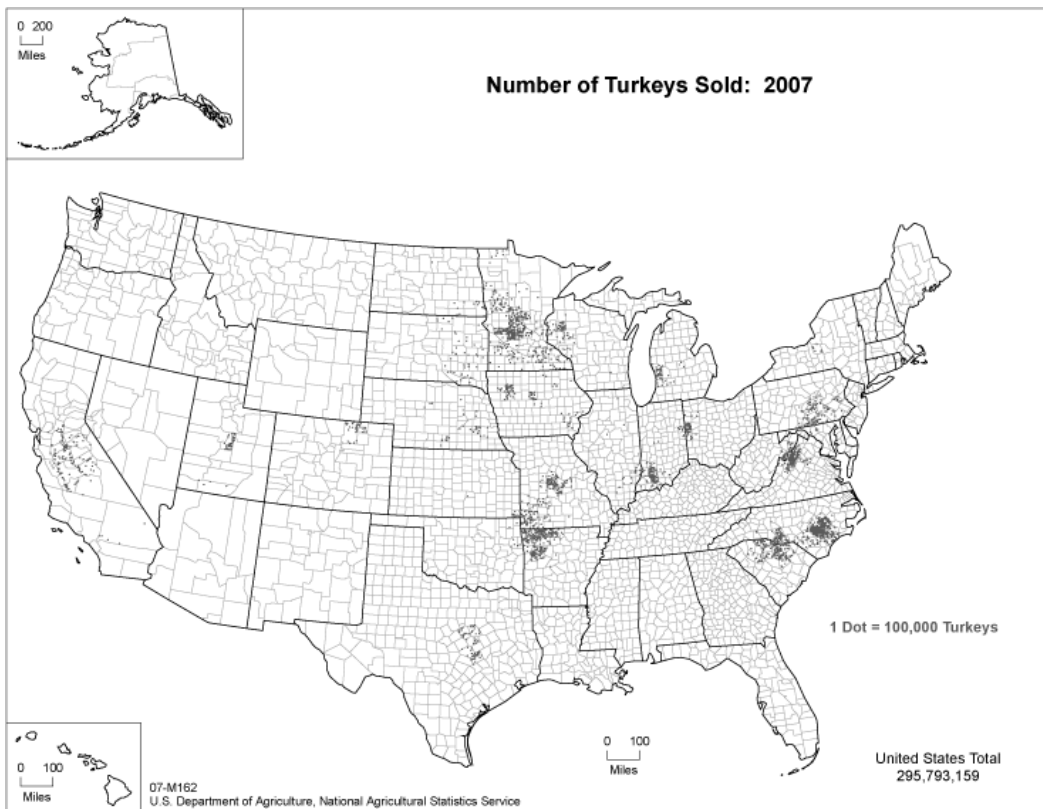 0 200
Miles
Number of Turkeys Sold: 2007
1 Dot = 100,000 Turkeys
0 100
Miles
0 100
Miles
United States Total
295,793,159
07-M162
U.S. Department of Agriculture, National Agricultural Statistics Service